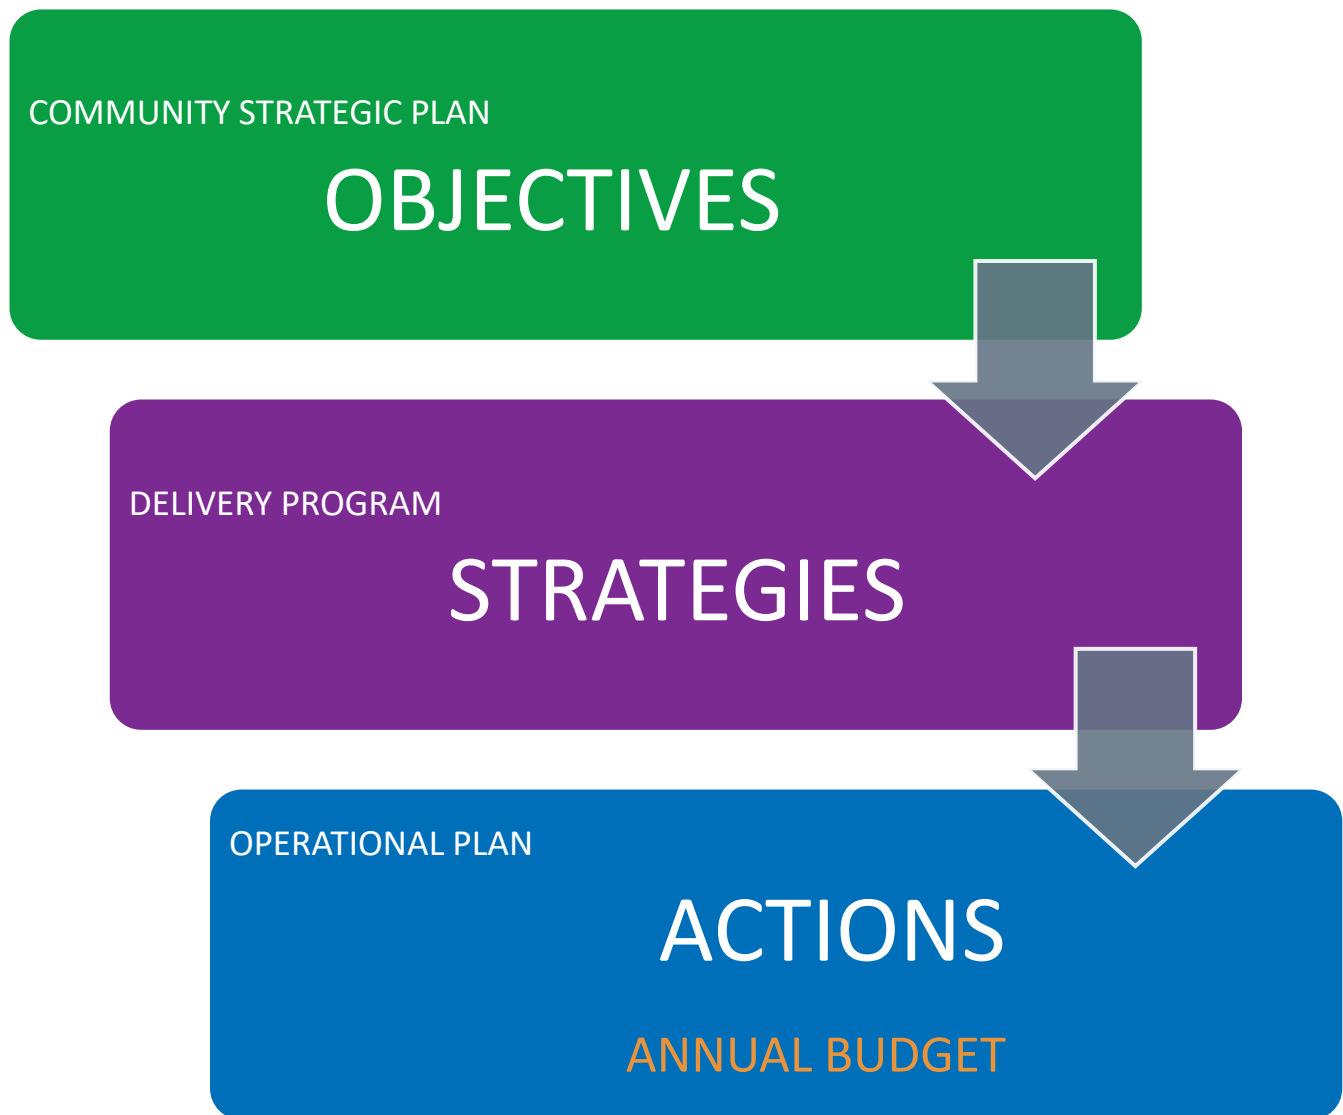 COMMUNITY STRATEGIC PLAN
OBJECTIVES
DELIVERY PROGRAM
STRATEGIES
OPERATIONAL PLAN
ACTIONS
ANNUAL BUDGET